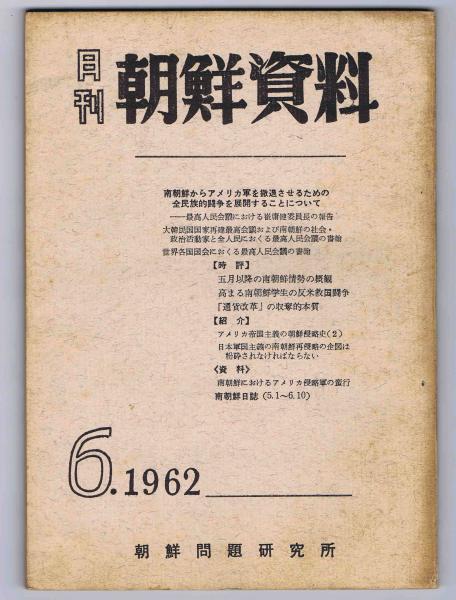 月刊 朝鮮資料
南朝鮮からアメリカ軍を撤退させるための
全民族的闘争を展開することについて
――最高人民会議における崔庸健委員長の報告
大韓民国国家再建最高会議および南朝鮮の社会・
政治活動家と全人民におくる最高人民会議の書翰
世界各国国会におくる最高人民会議の書翰
【時評】
五月以降の南朝鮮情勢の概観
高まる南朝鮮学生の反米救国闘争
「通貨改革」の収奪的本質
【紹介】
アメリカ帝国主義の朝鮮侵略史(2)
日本軍国主義の南朝鮮再侵略の企図は
粉砕されなければならない
〈資料〉
南朝鮮におけるアメリカ侵略軍の蛮行
南朝鮮日誌(5.1~6.10)
6.1962
朝鮮問題研究所